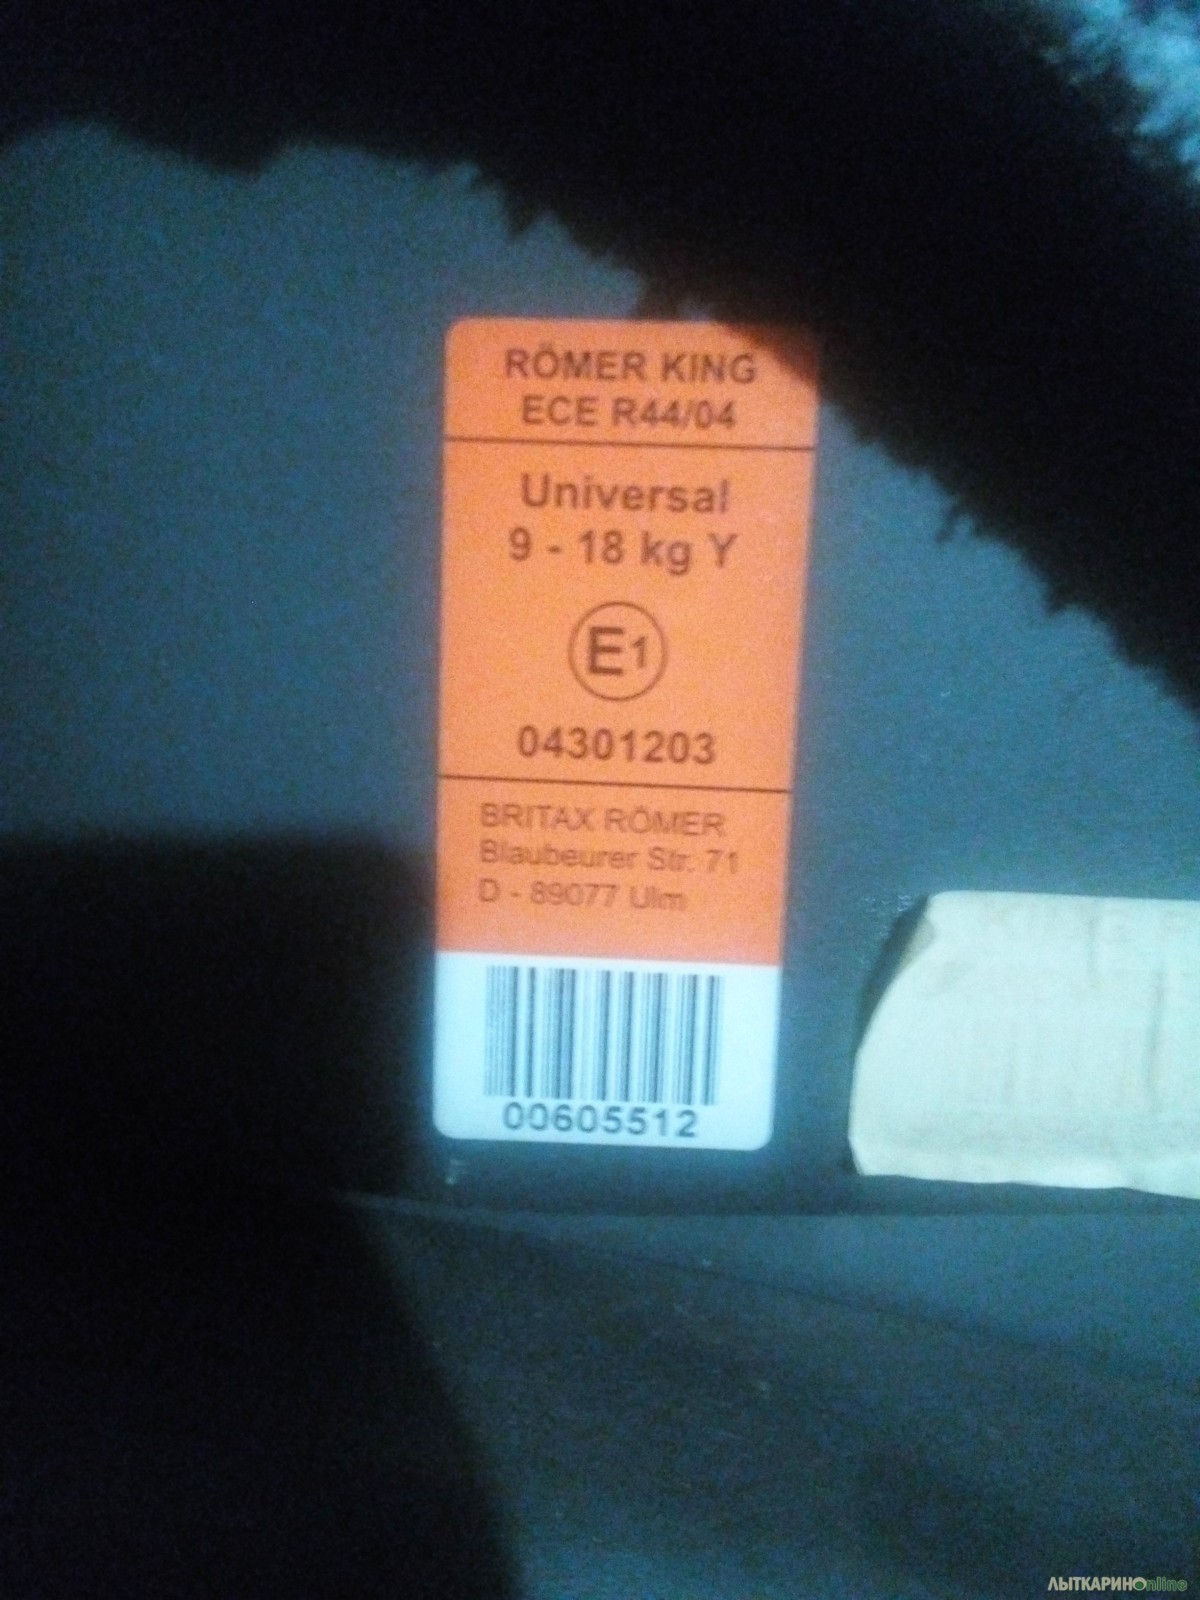 RÖMER KING
ECE R44/04
Universal
9 - 18 kg Y
E1
04301203
BRITAX RÖMER
Blaubeurer Str. 71
D - 89077 Ulm
00605512
ЛЫТКАРИНОnline